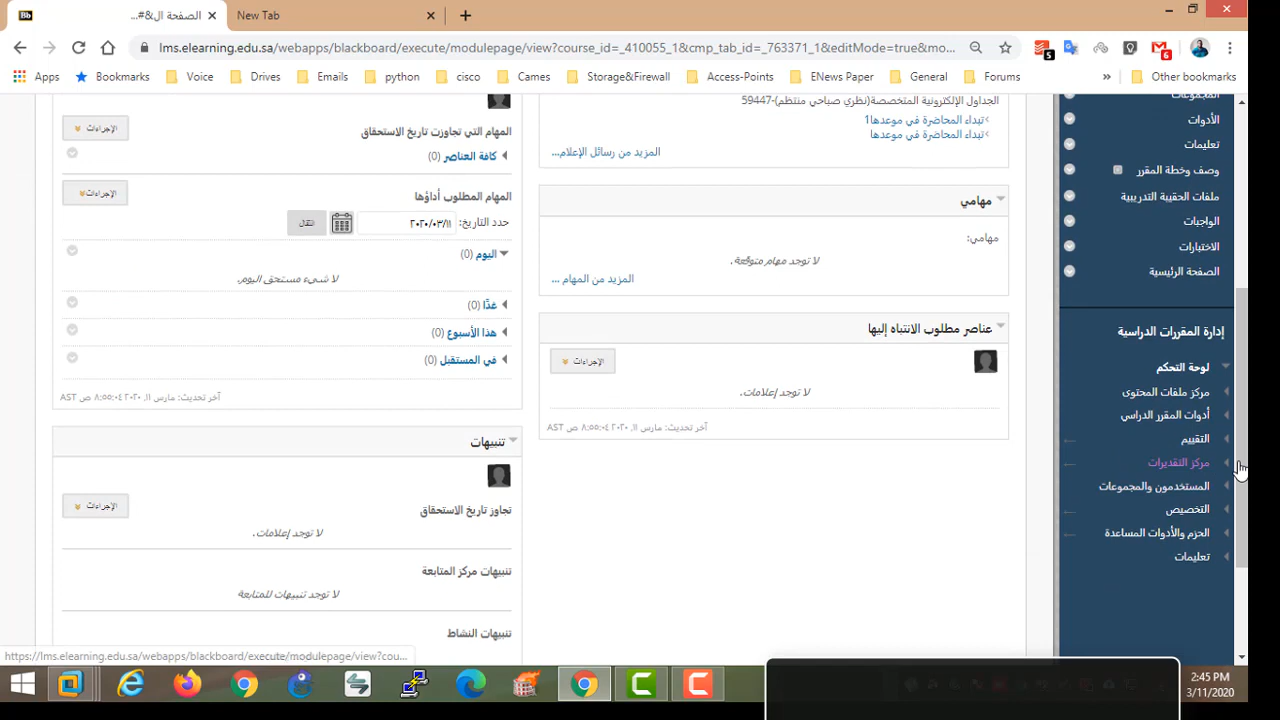 الصفحة ال&#...
New Tab
lms.elearning.edu.sa/webapps/blackboard/execute/modulepage/view?course_id=_410055_1&cmp_tab_id=_763371_1&editMode=true&mo...
5
6
Apps
Bookmarks
Voice
Drives
Emails
python
cisco
Games
Storage&Firewall
Access-Points
ENews Paper
General
Forums
»
Other bookmarks
المجموعات
الأدوات
تعليمات
وصف وخطة المقرر
ملفات الحقيبة التدريبية
الواجبات
الاختبارات
الصفحة الرئيسية
إدارة المقررات الدراسية
لوحة التحكم
مركز ملفات المحتوى
أدوات المقرر الدراسي
التقييم
مركز التقديرات
المستخدمون والمجموعات
التخصيص
الحزم والأدوات المساعدة
تعليمات
الجداول الإلكترونية المتخصصة(نظري صباحي منتظم)-59447
تبداء المحاضرة في موعدها1
تبداء المحاضرة في موعدها
المزيد من رسائل الإعلام...
مهامي
مهامي:
لا توجد مهام متوقعة.
المزيد من المهام ...
عناصر مطلوب الانتباه إليها
الإجراءات
لا توجد إعلامات.
آخر تحديث: مارس ١١, ٢٠٢٠ ٨:٥٥:٠٤ ص AST
الإجراءات
المهام التي تجاوزت تاريخ الاستحقاق
كافة العناصر (0)
الإجراءات
المهام المطلوب أداؤها
حدد التاريخ: ٢٠٢٠/٠٣/١١ انتقال
اليوم (0)
لا شيء مستحق اليوم.
غدًا (0)
هذا الأسبوع (0)
في المستقبل (0)
آخر تحديث: مارس ١١, ٢٠٢٠ ٨:٥٥:٠٤ ص AST
تنبيهات
الإجراءات
تجاوز تاريخ الاستحقاق
لا توجد إعلامات.
تنبيهات مركز المتابعة
لا توجد تنبيهات للمتابعة
تنبيهات النشاط
https://lms.elearning.edu.sa/webapps/blackboard/execute/modulepage/view?cou...
2:45 PM
3/11/2020